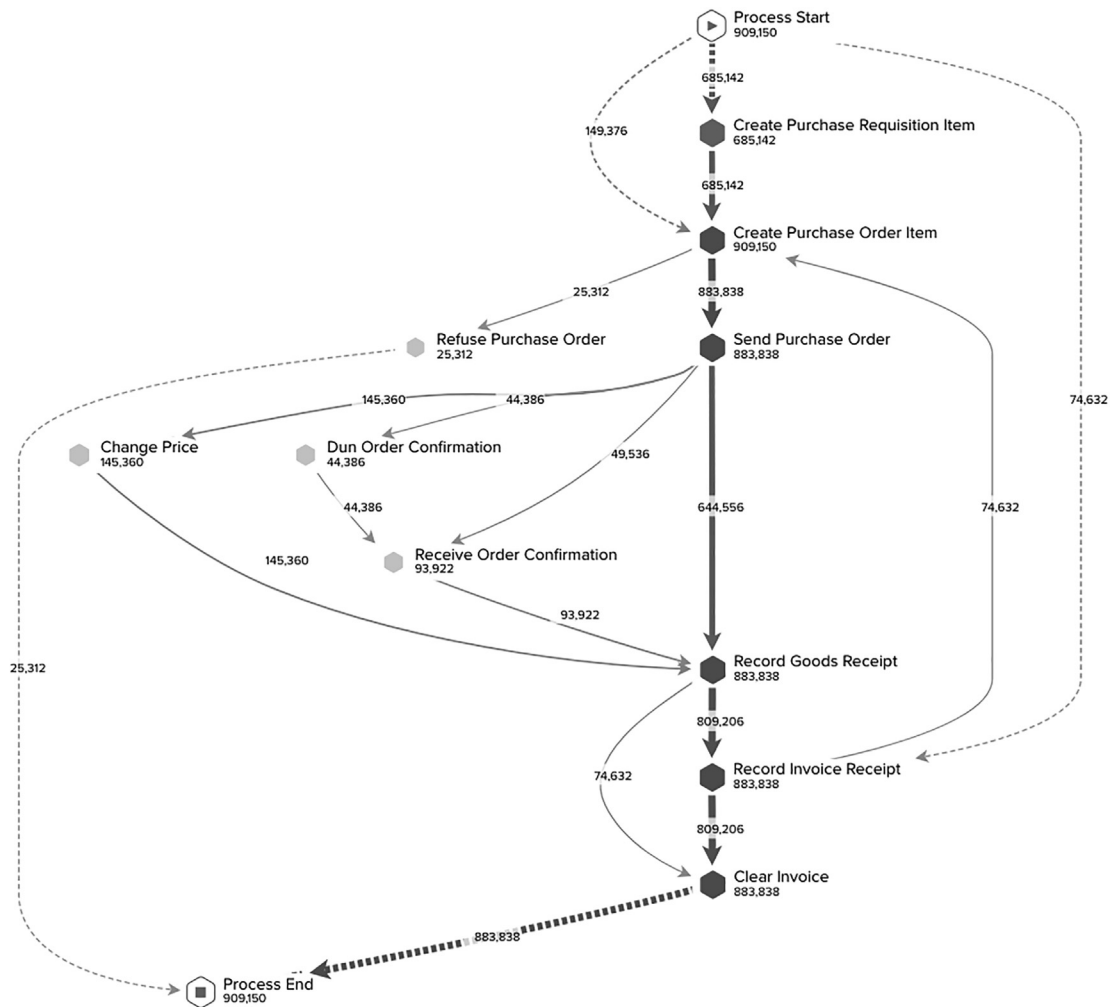 Process Start
909,150
685,142
149,376
Create Purchase Requisition Item
685,142
685,142
Create Purchase Order Item
909,150
25,312
883,838
Refuse Purchase Order
25,312
Send Purchase Order
883,838
145,360
44,386
74,632
Change Price
145,360
Dun Order Confirmation
44,386
49,536
44,386
644,556
74,632
145,360
Receive Order Confirmation
93,922
93,922
25,312
Record Goods Receipt
883,838
809,206
74,632
Record Invoice Receipt
883,838
809,206
Clear Invoice
883,838
883,838
Process End
909,150